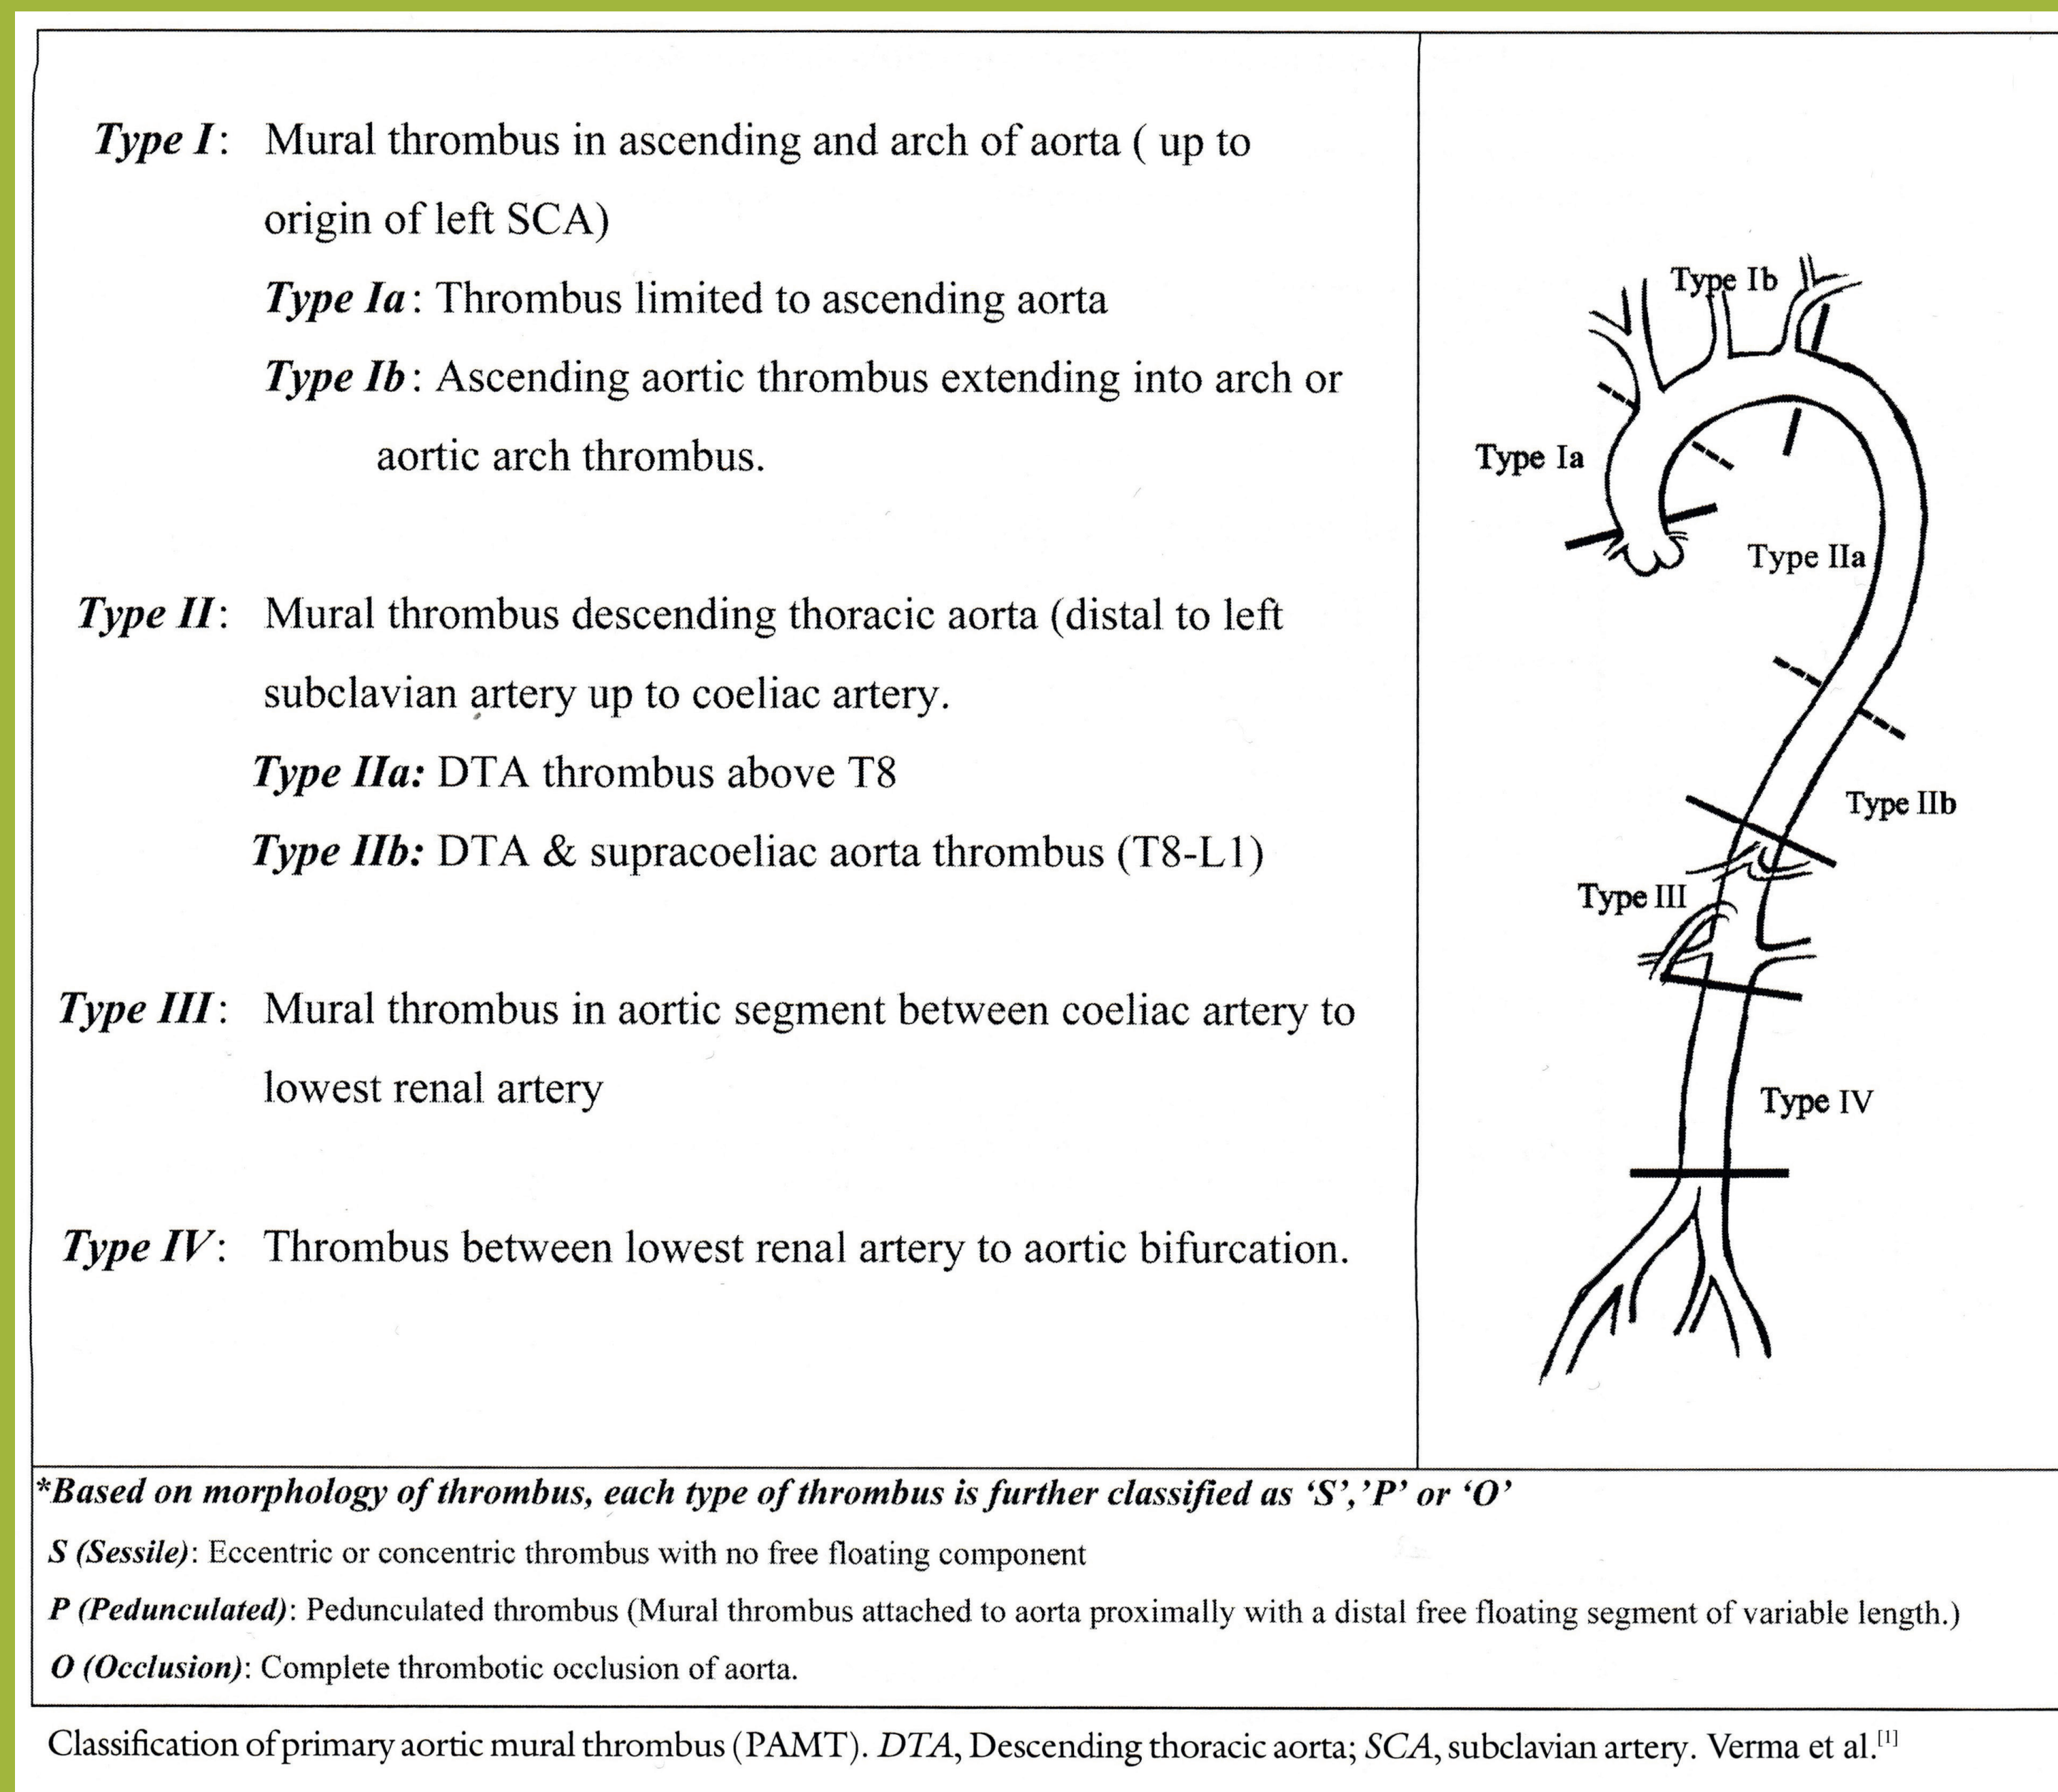 Type I: Mural thrombus in ascending and arch of aorta ( up to
origin of left SCA)
Type Ia: Thrombus limited to ascending aorta
Type Ib: Ascending aortic thrombus extending into arch or
aortic arch thrombus.
Type II: Mural thrombus descending thoracic aorta (distal to left
subclavian artery up to coeliac artery.
Type IIa: DTA thrombus above T8
Type IIb: DTA & supracoeliac aorta thrombus (T8-L1)
Type III: Mural thrombus in aortic segment between coeliac artery to
lowest renal artery
Type IV: Thrombus between lowest renal artery to aortic bifurcation.
Type Ib
Type Ia
Type IIa
Type IIb
Type III
Type IV
*Based on morphology of thrombus, each type of thrombus is further classified as ‘S’,’P’ or ‘O’
S (Sessile): Eccentric or concentric thrombus with no free floating component
P (Pedunculated): Pedunculated thrombus (Mural thrombus attached to aorta proximally with a distal free floating segment of variable length.)
O (Occlusion): Complete thrombotic occlusion of aorta.
Classification of primary aortic mural thrombus (PAMT). DTA, Descending thoracic aorta; SCA, subclavian artery. Verma et al.[1]